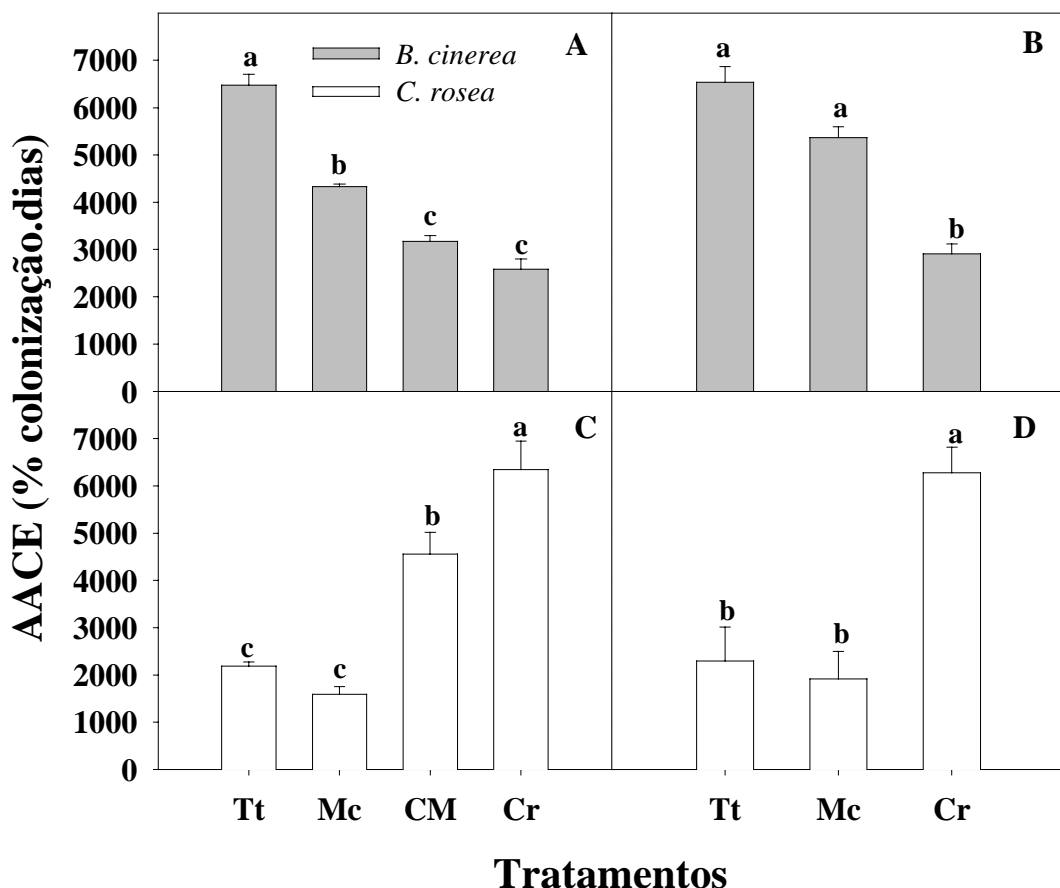 AACE (% colonização.dias)
7000
6000
5000
4000
3000
2000
1000
0
a
b
c
c
B. cinerea
C. rosea
A
a
a
b
B
7000
6000
5000
4000
3000
2000
1000
0
c
c
b
a
C
b
b
a
D
Tt Mc CM Cr
Tt Mc Cr
Tratamentos